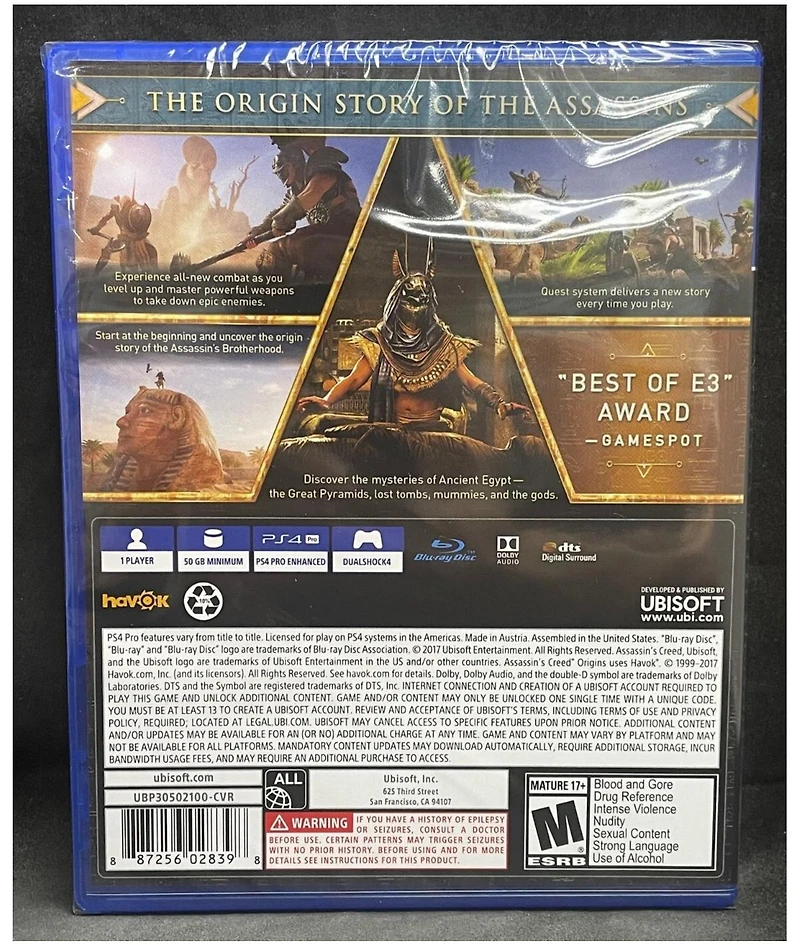 THE ORIGIN STORY OF THE ASSASSINS
Experience all-new combat as you
level up and master powerful weapons
to take down epic enemies.
Quest system delivers a new story
every time you play.
Start at the beginning and uncover the origin
story of the Assassin's Brotherhood.
"BEST OF E3"
AWARD
—GAMESPOT
Discover the mysteries of Ancient Egypt—
the Great Pyramids, lost tombs, mummies, and the gods.
1 PLAYER
50 GB MINIMUM
PS4 Pro
PS4 PRO ENHANCED
DUALSHOCK4
Blu-ray Disc
DOLBY
AUDIO
dts
Digital Surround
havok
10%
DEVELOPED & PUBLISHED BY
UBISOFT
www.ubi.com
PS4 Pro features vary from title to title. Licensed for play on PS4 systems in the Americas. Made in Austria. Assembled in the United States. "Blu-ray Disc",
"Blu-ray" and "Blu-ray Disc" logo are trademarks of Blu-ray Disc Association. © 2017 Ubisoft Entertainment. All Rights Reserved. Assassin's Creed, Ubisoft,
and the Ubisoft logo are trademarks of Ubisoft Entertainment in the US and/or other countries. Assassin's Creed® Origins uses Havok®. © 1999-2017
Havok.com, Inc. (and its licensors). All Rights Reserved. See havok.com for details. Dolby, Dolby Audio, and the double-D symbol are trademarks of Dolby
Laboratories. DTS and the Symbol are registered trademarks of DTS, Inc. INTERNET CONNECTION AND CREATION OF A UBISOFT ACCOUNT REQUIRED TO
PLAY THIS GAME AND UNLOCK ADDITIONAL CONTENT. GAME AND/OR CONTENT MAY ONLY BE UNLOCKED ONE SINGLE TIME WITH A UNIQUE CODE.
YOU MUST BE AT LEAST 13 TO CREATE A UBISOFT ACCOUNT. REVIEW AND ACCEPTANCE OF UBISOFT'S TERMS, INCLUDING TERMS OF USE AND PRIVACY
POLICY, REQUIRED; LOCATED AT LEGAL.UBI.COM. UBISOFT MAY CANCEL ACCESS TO SPECIFIC FEATURES UPON PRIOR NOTICE. ADDITIONAL CONTENT
AND/OR UPDATES MAY BE AVAILABLE FOR AN (OR NO) ADDITIONAL CHARGE AT ANY TIME. GAME AND CONTENT MAY VARY BY PLATFORM AND MAY
NOT BE AVAILABLE FOR ALL PLATFORMS. MANDATORY CONTENT UPDATES MAY DOWNLOAD AUTOMATICALLY, REQUIRE ADDITIONAL STORAGE, INCUR
BANDWIDTH USAGE FEES, AND MAY REQUIRE AN ADDITIONAL PURCHASE TO ACCESS.
ubisoft.com
UBP30502100-CVR
8 87256 02839 8
ALL
Ubisoft, Inc.
625 Third Street
San Francisco, CA 94107
WARNING IF YOU HAVE A HISTORY OF EPILEPSY
OR SEIZURES, CONSULT A DOCTOR
BEFORE USE. CERTAIN PATTERNS MAY TRIGGER SEIZURES
WITH NO PRIOR HISTORY. BEFORE USING AND FOR MORE
DETAILS SEE INSTRUCTIONS FOR THIS PRODUCT.
MATURE 17+
M
ESRB
Blood and Gore
Drug Reference
Intense Violence
Nudity
Sexual Content
Strong Language
Use of Alcohol